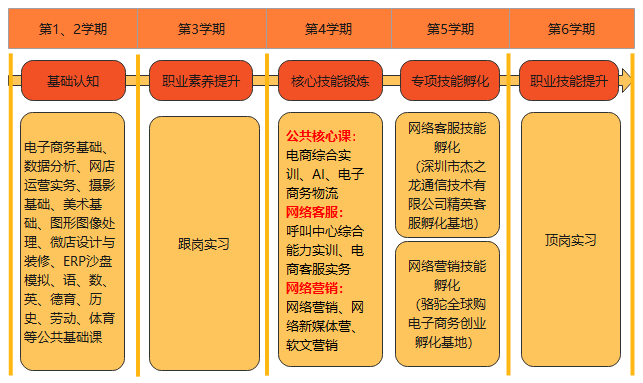 第1、2学期
第3学期
第4学期
第5学期
第6学期
基础认知
职业素养提升
核心技能锻炼
专项技能孵化
职业技能提升
电子商务基础、
数据分析、网店
运营实务、摄影
基础、美术基
础、图形图像处
理、微店设计与
装修、ERP沙盘
模拟、语、数、
英、德育、历
史、劳动、体育
等公共基础课
跟岗实习
公共核心课：
电商综合实
训、AI、电子
商务物流
网络客服：
呼叫中心综合
能力实训、电
商客服实务
网络营销：
网络营销、网
络新媒体营、
软文营销
网络客服技能
孵化
（深圳市杰之
龙通信技术有
限公司精英客
服孵化基地）
网络营销技能
孵化
（骆驼全球购
电子商务创业
孵化基地）
顶岗实习